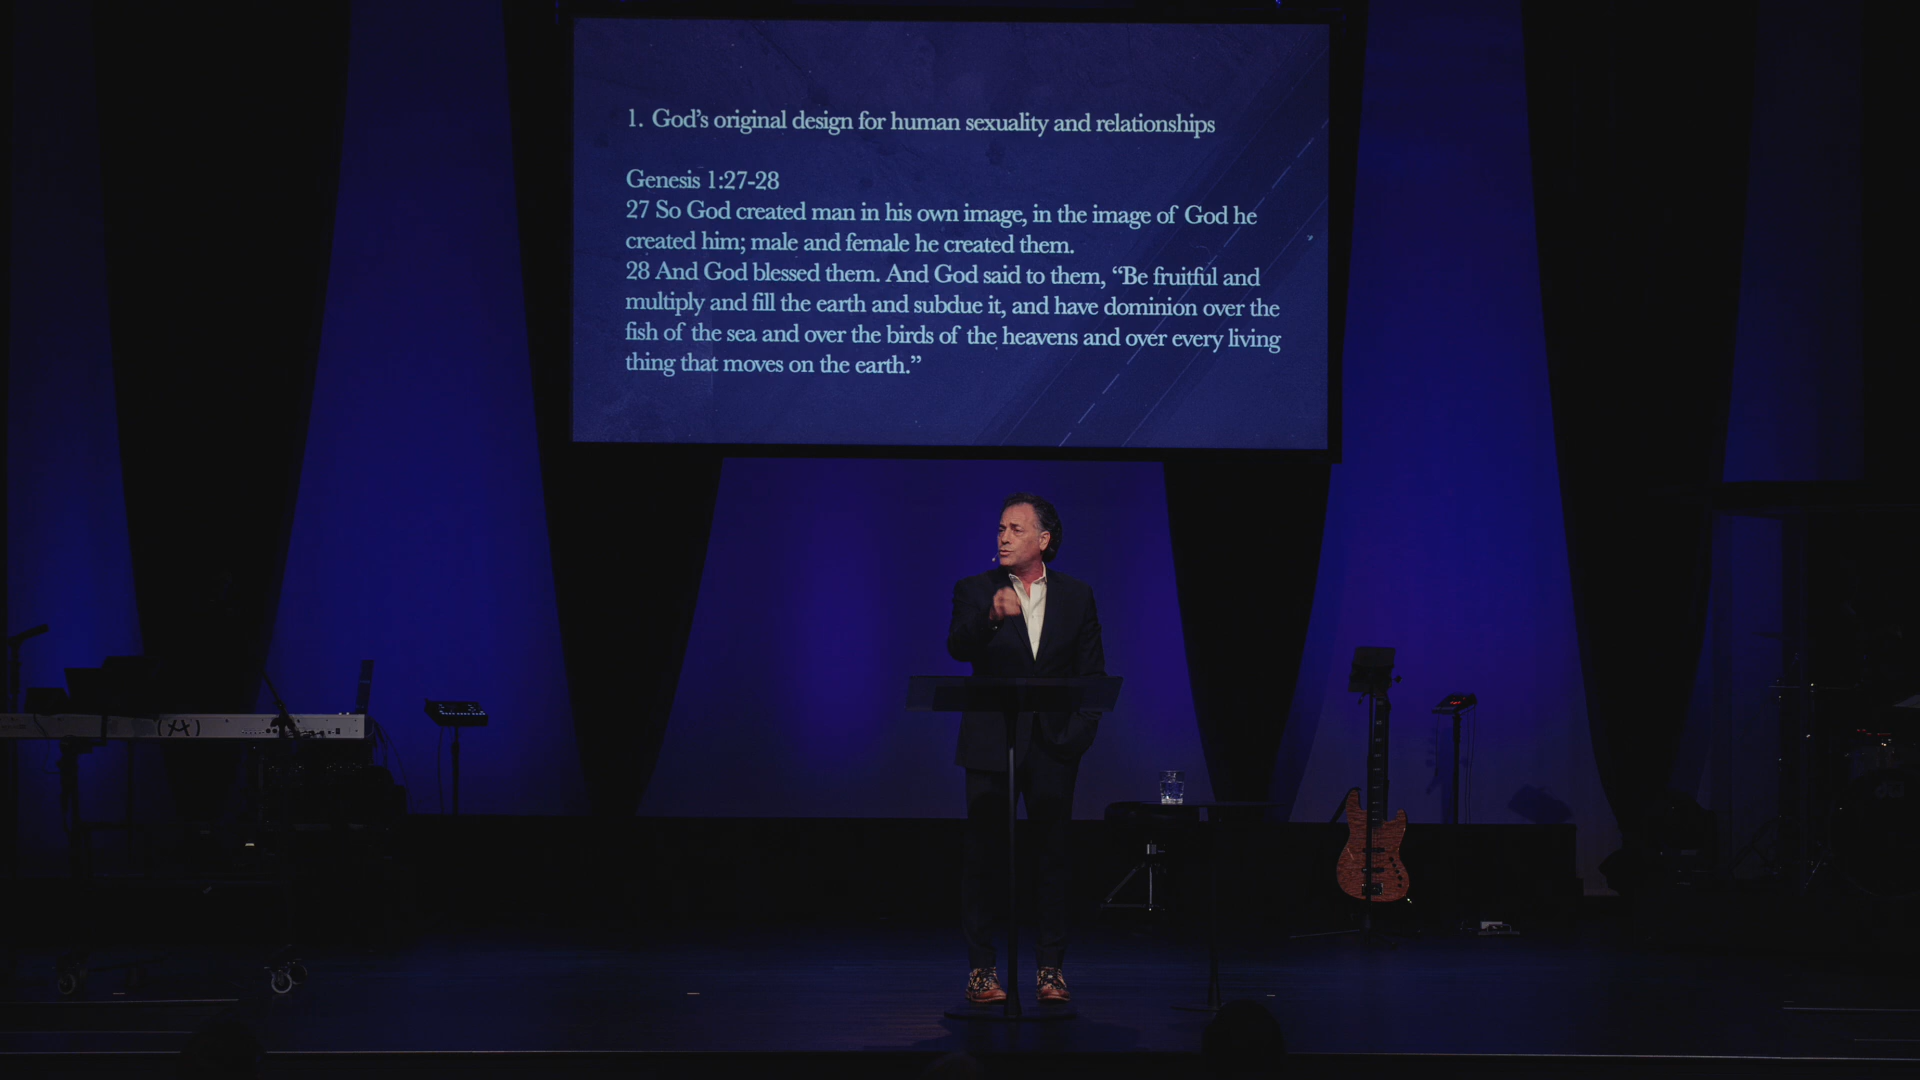 1. God’s original design for human sexuality and relationships
Genesis 1:27-28
27 So God created man in his own image, in the image of God he
created him; male and female he created them.
28 And God blessed them. And God said to them, “Be fruitful and
multiply and fill the earth and subdue it, and have dominion over the
fish of the sea and over the birds of the heavens and over every living
thing that moves on the earth.”